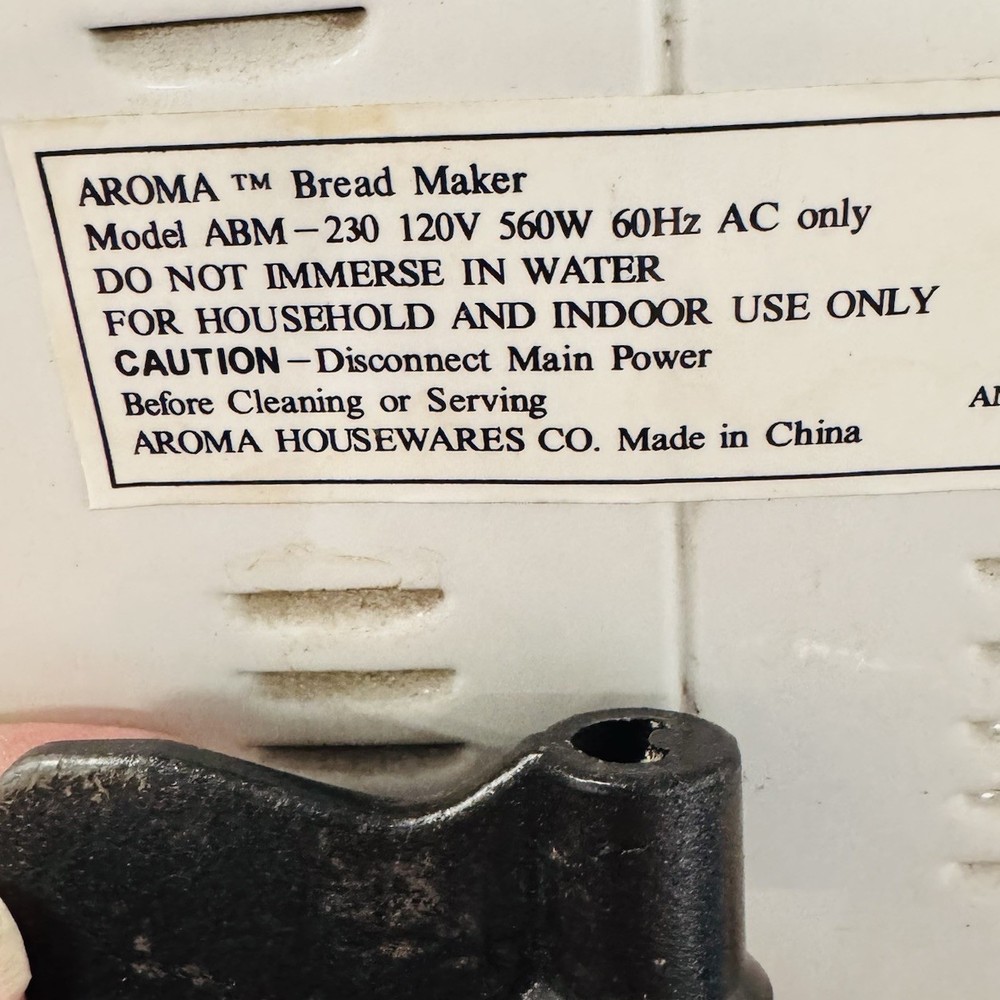 AROMA ™ Bread Maker
Model ABM-230 120V 560W 60Hz AC only
DO NOT IMMERSE IN WATER
FOR HOUSEHOLD AND INDOOR USE ONLY
CAUTION-Disconnect Main Power
Before Cleaning or Serving
AROMA HOUSEWARES CO. Made in China